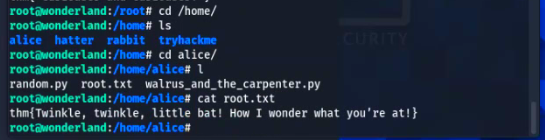 root@wonderland:/root# cd /home/
root@wonderland:/home# ls
alice hatter rabbit tryhackme
root@wonderland:/home# cd alice/
root@wonderland:/home/alice# l
random.py root.txt walrus_and_the_carpenter.py
root@wonderland:/home/alice# cat root.txt
thm{Twinkle, twinkle, little bat! How I wonder what you’re at!}
root@wonderland:/home/alice#
CURITY